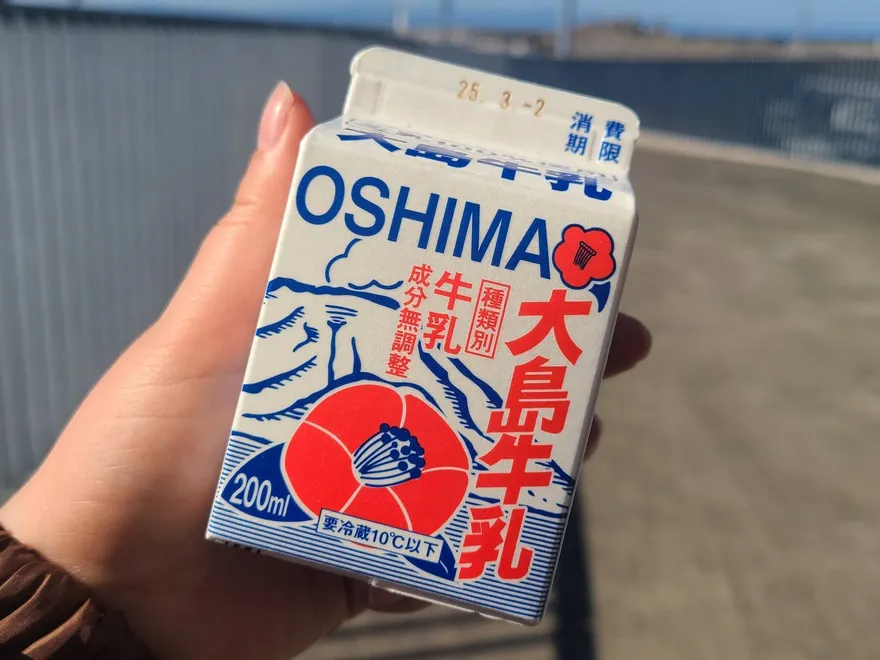 25. 3.-2
消費
期限
大島牛乳
OSHIMA
種類別
牛乳
成分無調整
大島牛乳
200ml
要冷蔵10℃以下